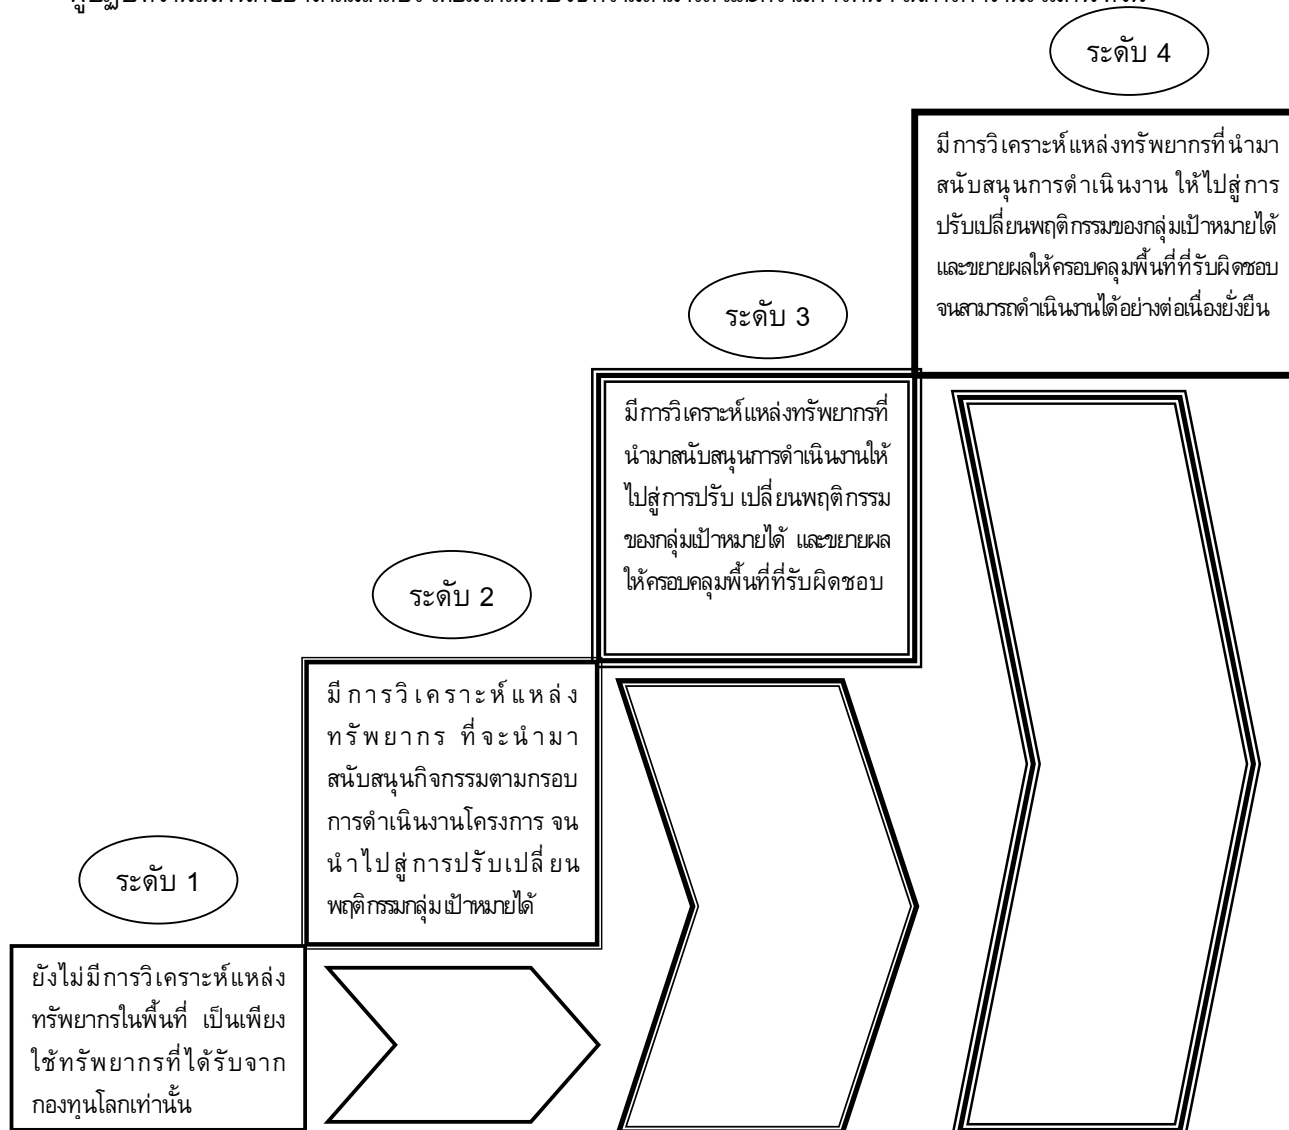 ระดับ 4
มีการวิเคราะห์แหล่งทรัพยากรที่นำมา
สนับสนุนการดำเนินงาน ให้ไปสู่การ
ปรับเปลี่ยนพฤติกรรมของกลุ่มเป้าหมายได้
และขยายผลให้ครอบคลุมพื้นที่ที่รับผิดชอบ
จนสามารถดำเนินงานได้อย่างต่อเนื่องยั่งยืน
ระดับ 3
มีการวิเคราะห์แหล่งทรัพยากรที่
นำมาสนับสนุนการดำเนินงานให้
ไปสู่การปรับ เปลี่ยนพฤติกรรม
ของกลุ่มเป้าหมายได้ และขยายผล
ให้ครอบคลุมพื้นที่ที่รับผิดชอบ
ระดับ 2
มีการวิเคราะห์แหล่ง
ทรัพยากร ที่จะนำมา
สนับสนุนกิจกรรมตามกรอบ
การดำเนินงานโครงการ จน
นำไปสู่การปรับเปลี่ยน
พฤติกรรมกลุ่มเป้าหมายได้
ระดับ 1
ยังไม่มีการวิเคราะห์แหล่ง
ทรัพยากรในพื้นที่ เป็นเพียง
ใช้ทรัพยากรที่ได้รับจาก
กองทุนโลกเท่านั้น